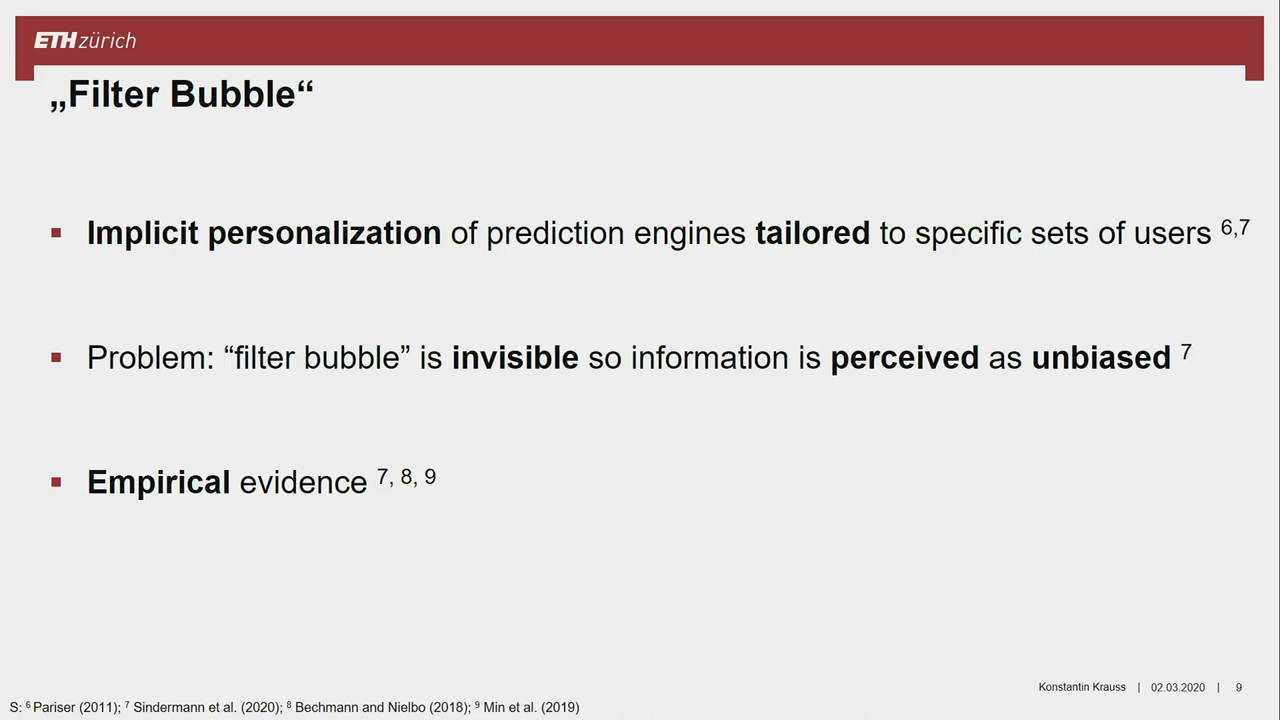 ETH zürich
„Filter Bubble“
▪ Implicit personalization of prediction engines tailored to specific sets of users 6,7
▪ Problem: “filter bubble” is invisible so information is perceived as unbiased 7
▪ Empirical evidence 7, 8, 9
Konstantin Krauss | 02.03.2020 | 9
S: 6 Pariser (2011); 7 Sindermann et al. (2020); 8 Bechmann and Nielbo (2018); 9 Min et al. (2019)